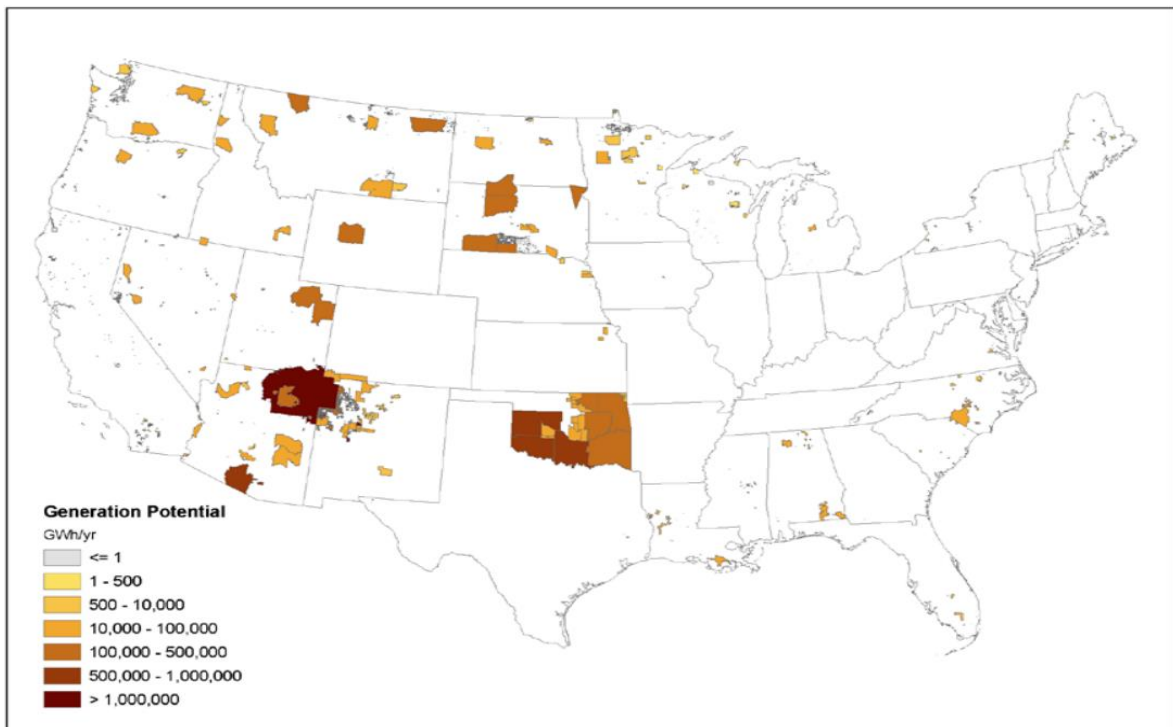 Generation Potential
GWh/yr
<= 1
1 - 500
500 - 10,000
10,000 - 100,000
100,000 - 500,000
500,000 - 1,000,000
> 1,000,000